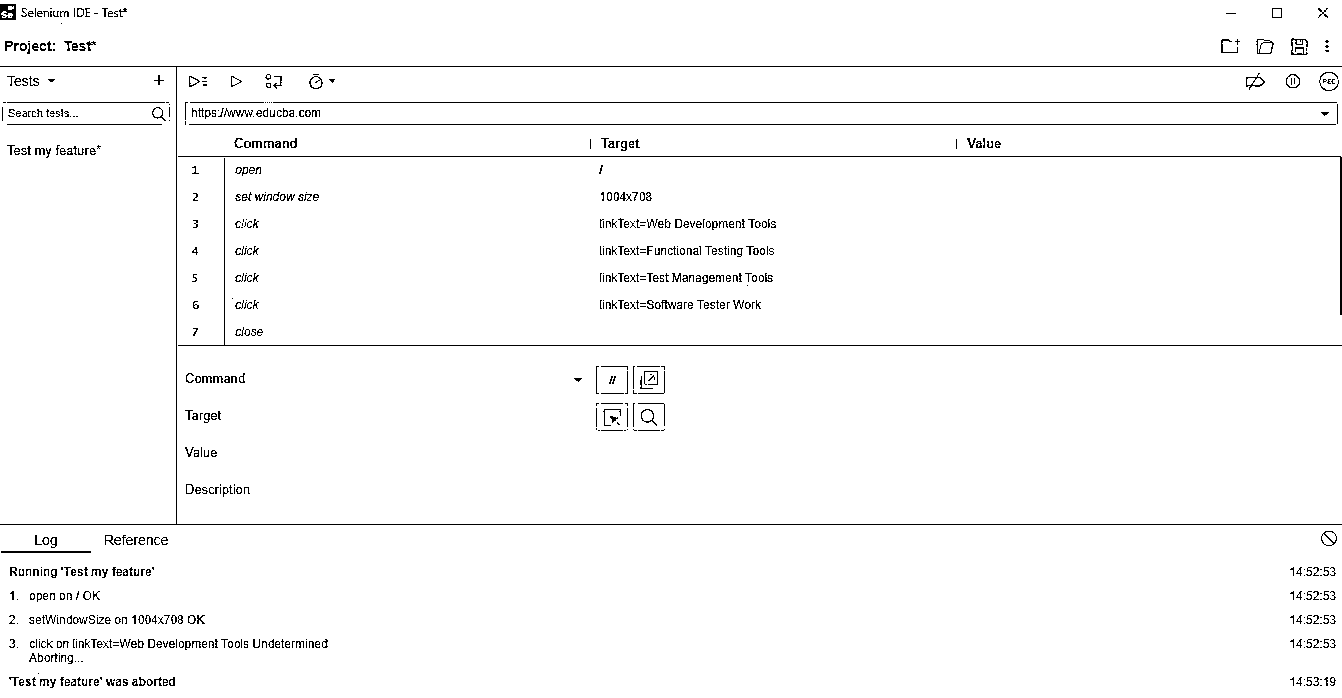 Selenium IDE - Test*
Project: Test*
Tests
Search tests...
https://www.educba.com
Command Target Value
Test my feature*
1 open /
2 set window size 1004x708
3 click linkText=Web Development Tools
4 click linkText=Functional Testing Tools
5 click linkText=Test Management Tools
6 click linkText=Software Tester Work
7 close
Command
//
Target
Value
Description
Log Reference
Running 'Test my feature' 14:52:53
1. open on / OK 14:52:53
2. setWindowSize on 1004x708 OK 14:52:53
3. click on linkText=Web Development Tools Undetermined 14:52:53
Aborting...
'Test my feature' was aborted 14:53:19